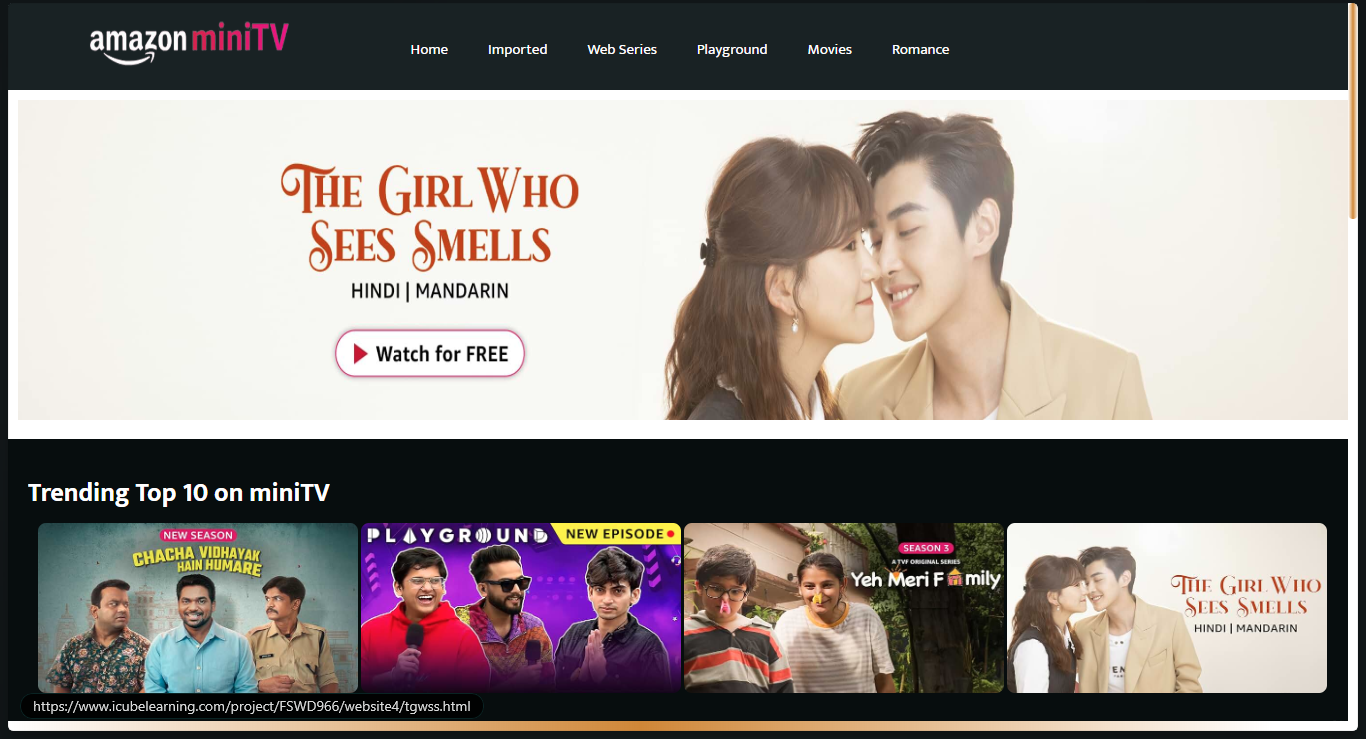 amazon miniTV
Home
Imported
Web Series
Playground
Movies
Romance
THE GIRL WHO
SEES SMELLS
HINDI | MANDARIN
Watch for FREE
Trending Top 10 on miniTV
NEW SEASON
CHACHA VIDHAYAK
HAIN HUMARE
PLAYGROUND
NEW EPISODE
SEASON 3
A TVF ORIGINAL SERIES
Yeh Meri F mily
THE GIRL WHO
SEES SMELLS
HINDI | MANDARIN
https://www.icubelearning.com/project/FSWD966/website4/tgwss.html